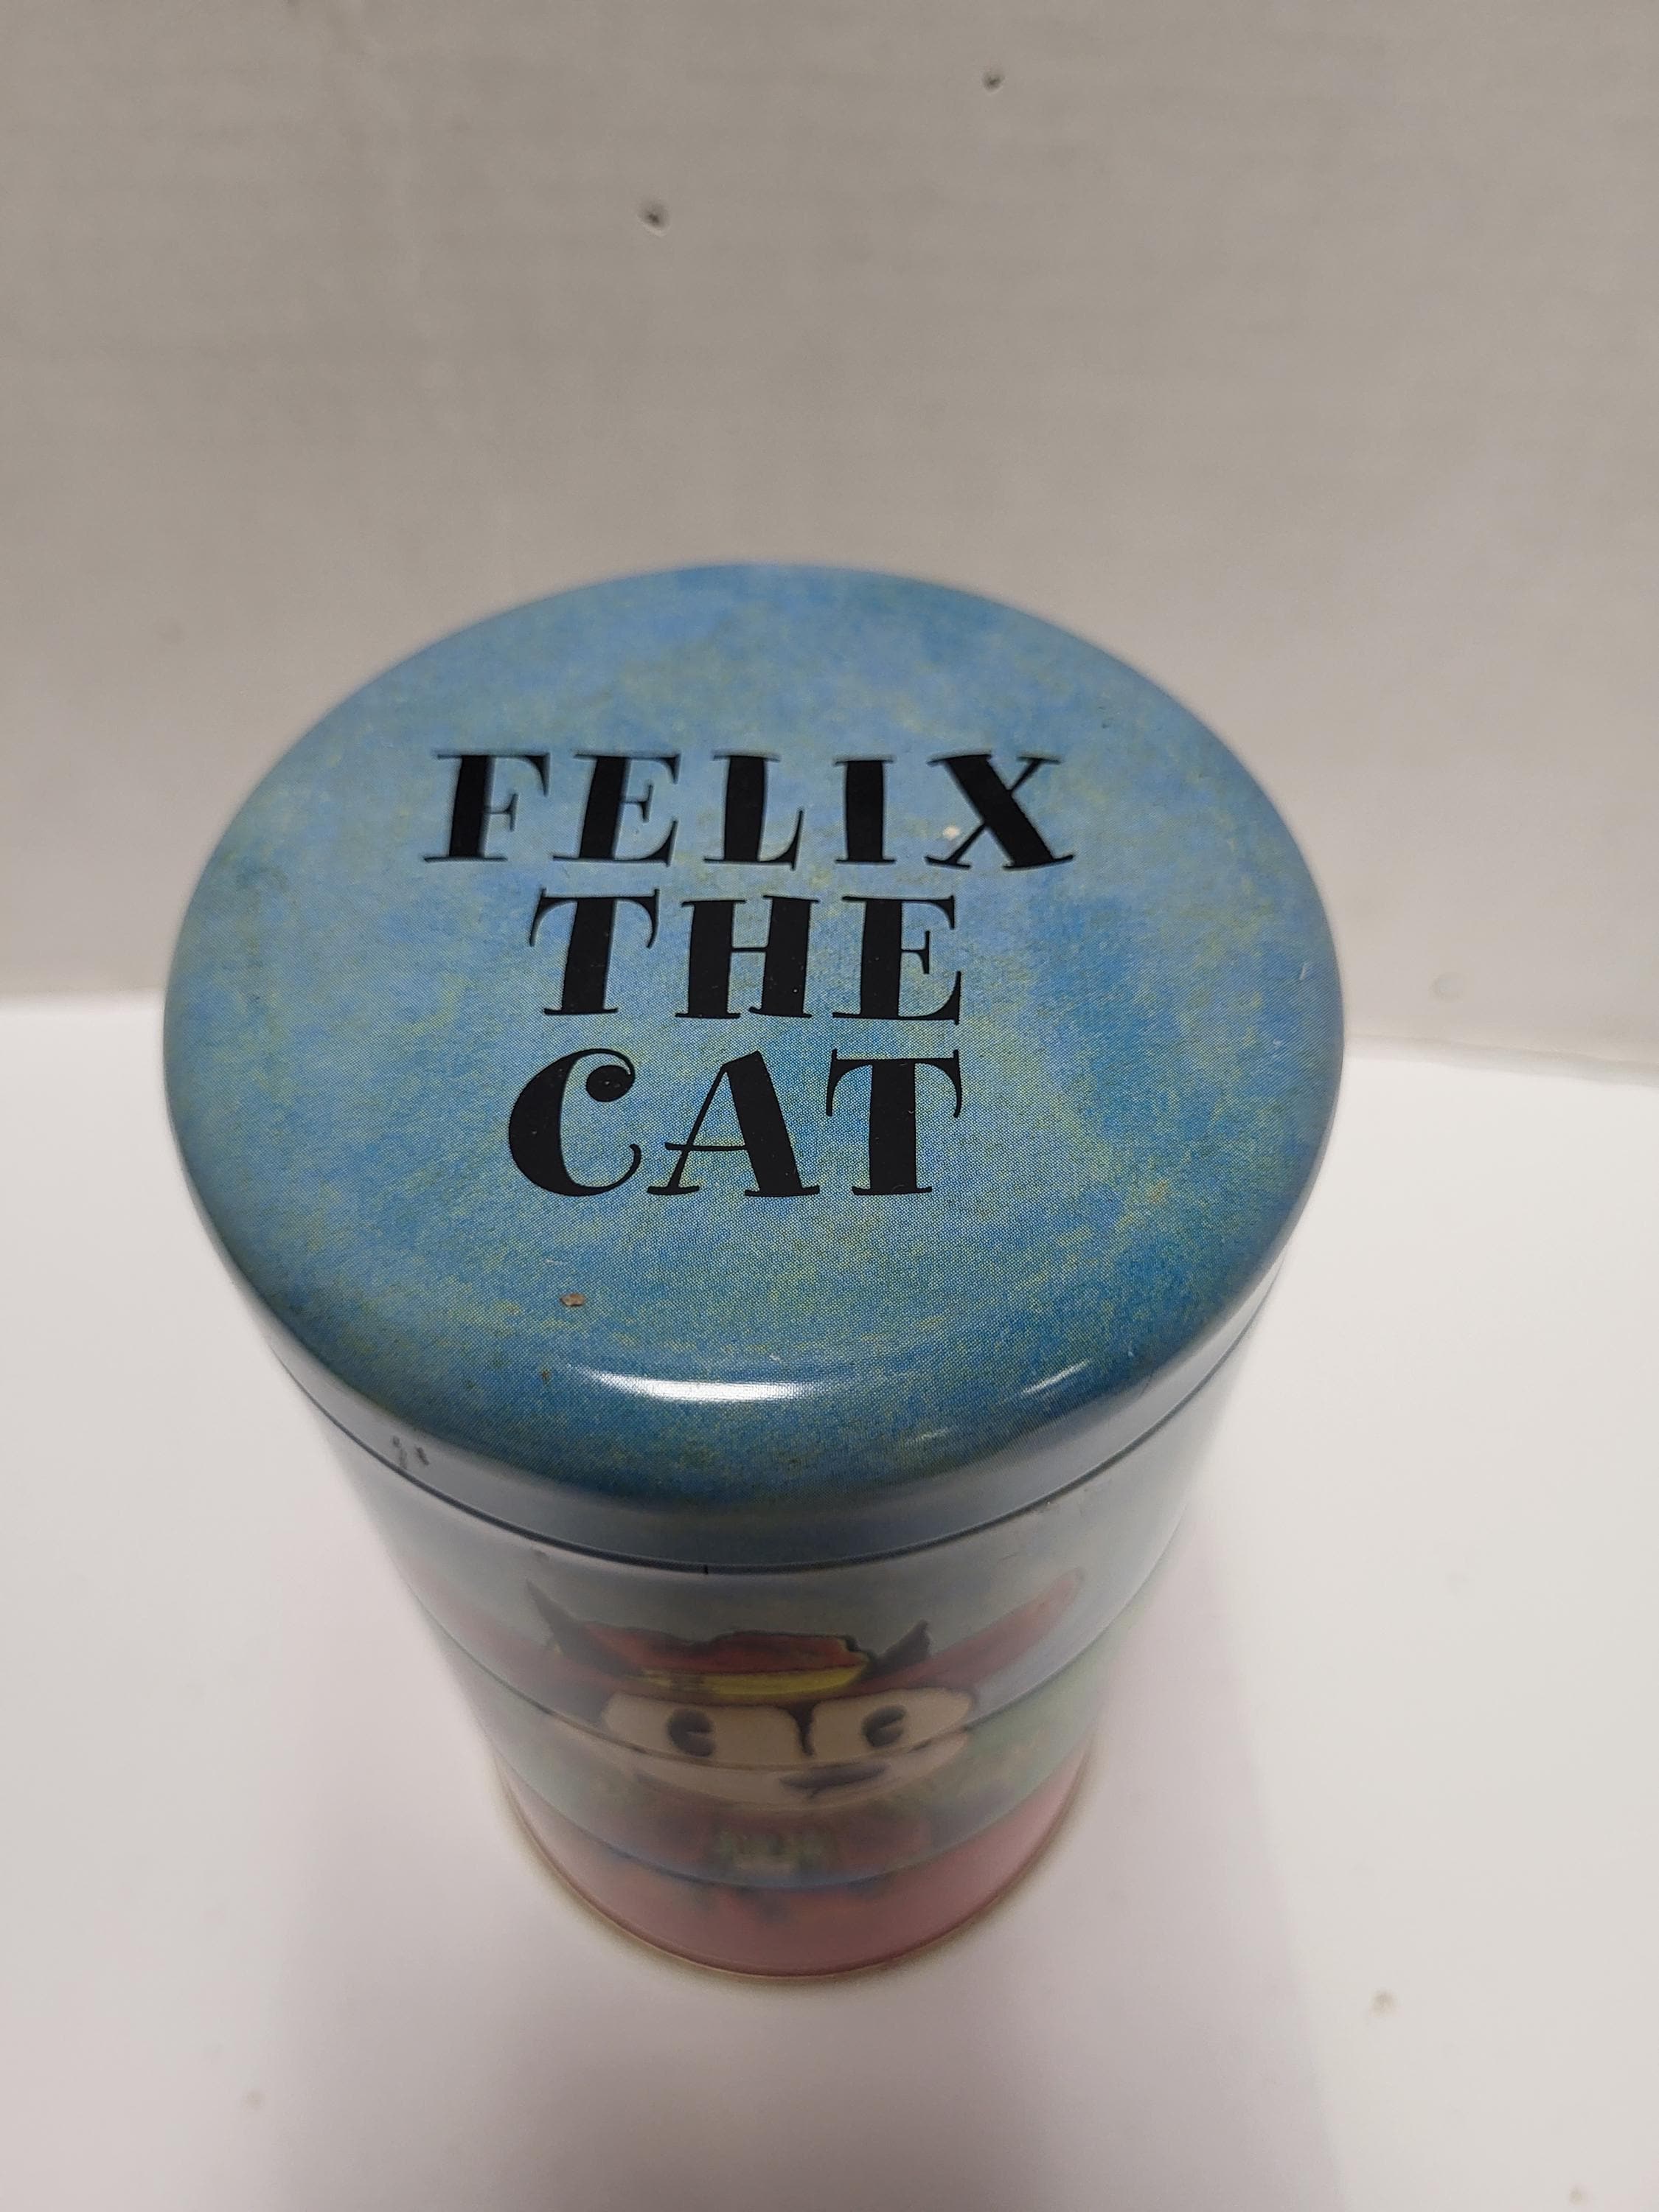 FELIX
THE
CAT